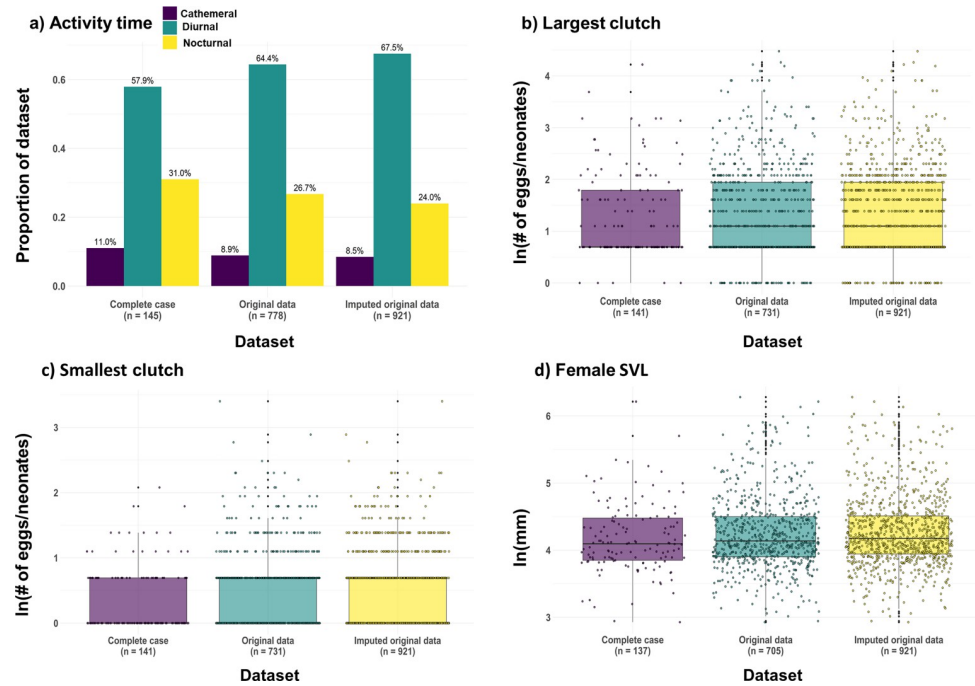 a) Activity time
Cathemeral
Diurnal
Nocturnal
Proportion of dataset
0.6
0.4
0.2
0.0
11.0%
57.9%
31.0%
8.9%
64.4%
26.7%
8.5%
67.5%
24.0%
Complete case
(n = 145)
Original data
(n = 778)
Imputed original data
(n = 921)
Dataset
b) Largest clutch
ln(# of eggs/neonates)
4
3
2
1
0
Complete case
(n = 141)
Original data
(n = 731)
Imputed original data
(n = 921)
Dataset
c) Smallest clutch
ln(# of eggs/neonates)
3
2
1
0
Complete case
(n = 141)
Original data
(n = 731)
Imputed original data
(n = 921)
Dataset
d) Female SVL
ln(mm)
6
5
4
3
Complete case
(n = 137)
Original data
(n = 705)
Imputed original data
(n = 921)
Dataset